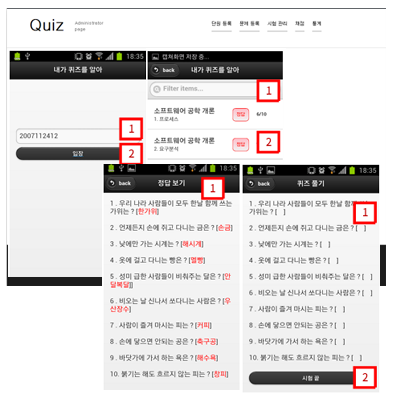 Quiz
Administrator
page
단원 등록
문제 등록
시험 관리
채점
통계
18:35
내가 퀴즈를 알아
2007112412
1
입장
2
캡쳐화면 저장 중...
back
내가 퀴즈를 알아
Filter items...
1
소프트웨어 공학 개론
1. 프로세스
정답
6/10
소프트웨어 공학 개론
2. 요구분석
정답
2
18:35
back
정답 보기
1
1 . 우리 나라 사람들이 모두 한날 함께 쓰는
가위는 ? [한가위]
2 . 언제든지 손에 쥐고 다니는 금은 ? [손금]
3 . 낮에만 가는 시계는 ? [해시계]
4 . 옷에 걸고 다니는 빵은 ? [멜빵]
5 . 성미 급한 사람들이 비춰주는 달은 ? [안
달복달]]
6 . 비오는 날 신나서 쏘다니는 사람은 ? [우
산장수]
7 . 사람이 즐겨 마시는 피는 ? [커피]
8 . 손에 닿으면 안되는 공은 ? [축구공]
9 . 바닷가에 가서 하는 욕은 ? [해수욕]
10. 붉기는 해도 흐르지 않는 피는 ? [창피]
18:35
back
퀴즈 풀기
1
1 . 우리 나라 사람들이 모두 한날 함께 쓰는
가위는 ? [ ]
2 . 언제든지 손에 쥐고 다니는 금은 ? [ ]
3 . 낮에만 가는 시계는 ? [ ]
4 . 옷에 걸고 다니는 빵은 ? [ ]
5 . 성미 급한 사람들이 비춰주는 달은 ? [ ]
6 . 비오는 날 신나서 쏘다니는 사람은 ? [ ]
7 . 사람이 즐겨 마시는 피는 ? [ ]
8 . 손에 닿으면 안되는 공은 ? [ ]
9 . 바닷가에 가서 하는 욕은 ? [ ]
10. 붉기는 해도 흐르지 않는 피는 ? [ ]
시험 끝
2